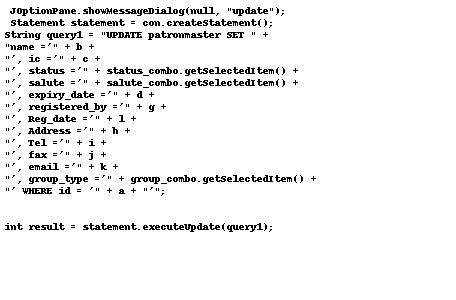 JOptionPane.showMessageDialog(null, "update");
Statement statement = con.createStatement();
String query1 = "UPDATE patronmaster SET " +
"name ='" + b +
"', ic ='" + c +
"', status ='" + status_combo.getSelectedItem() +
"', salute ='" + salute_combo.getSelectedItem() +
"', expiry_date ='" + d +
"', registered_by ='" + g +
"', Reg_date ='" + l +
"', Address ='" + h +
"', Tel ='" + i +
"', fax ='" + j +
"', email ='" + k +
"', group_type ='" + group_combo.getSelectedItem() +
"' WHERE id = '" + a + "'";
int result = statement.executeUpdate(query1);